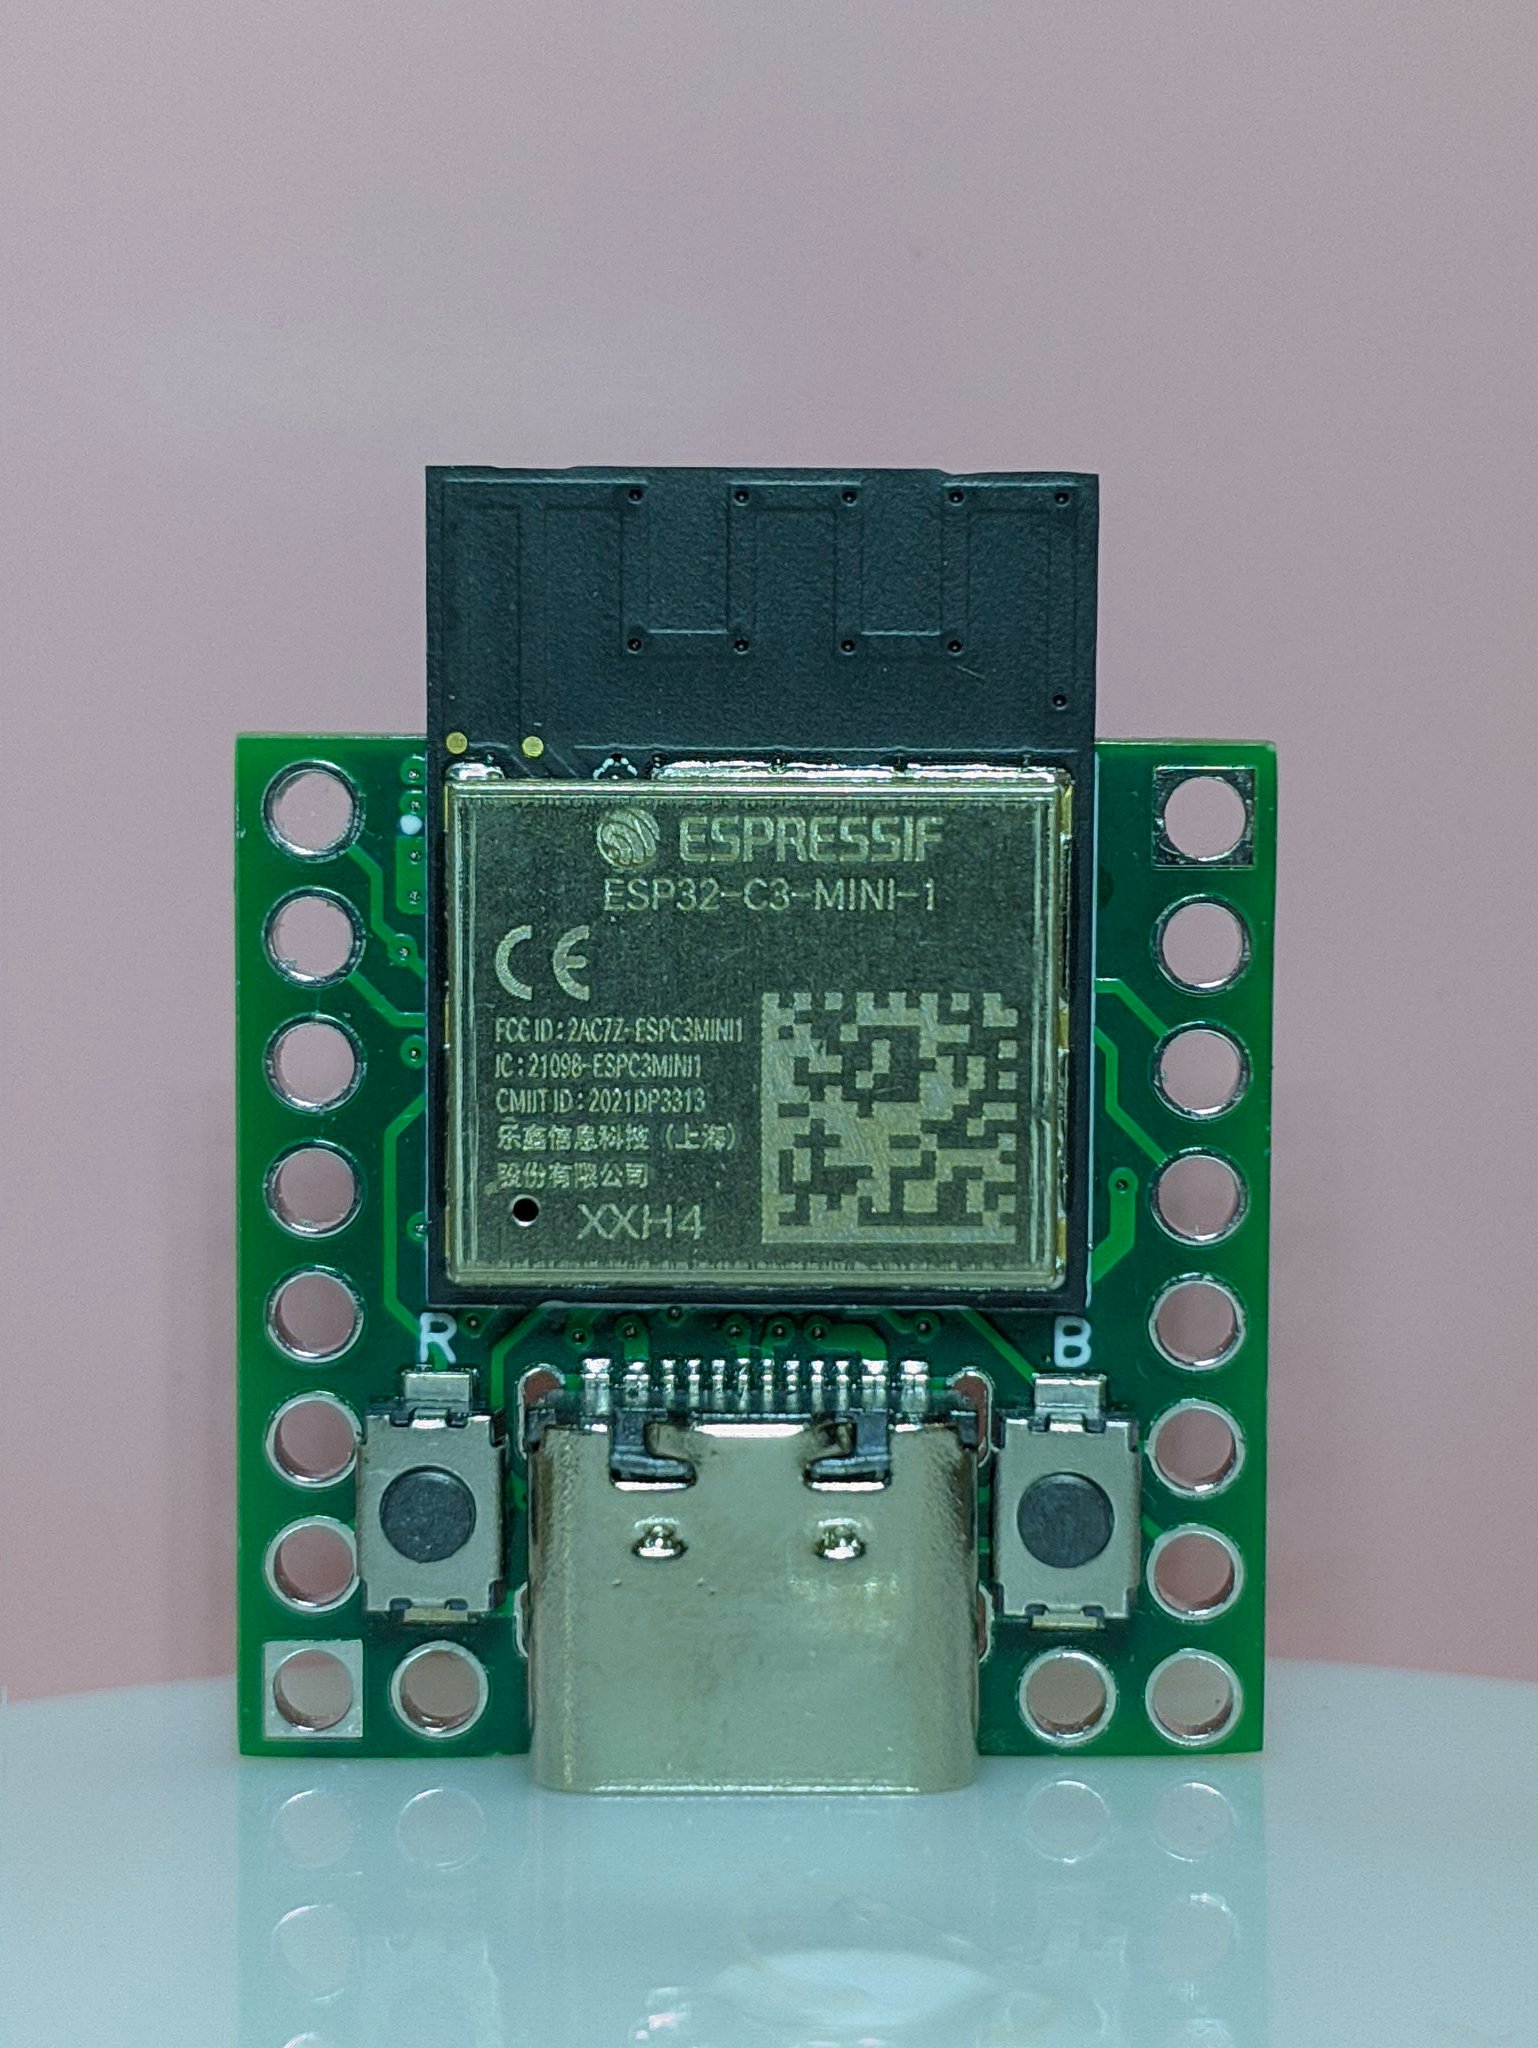 ESPRESSIF
ESP32-C3-MINI-1
CE
FCC ID: 2AC7Z-ESPC3MINI1
IC: 21098-ESPC3MINI1
CMIIT ID: 2021DP3313
乐鑫信息科技（上海）
股份有限公司
XXH4
R
B